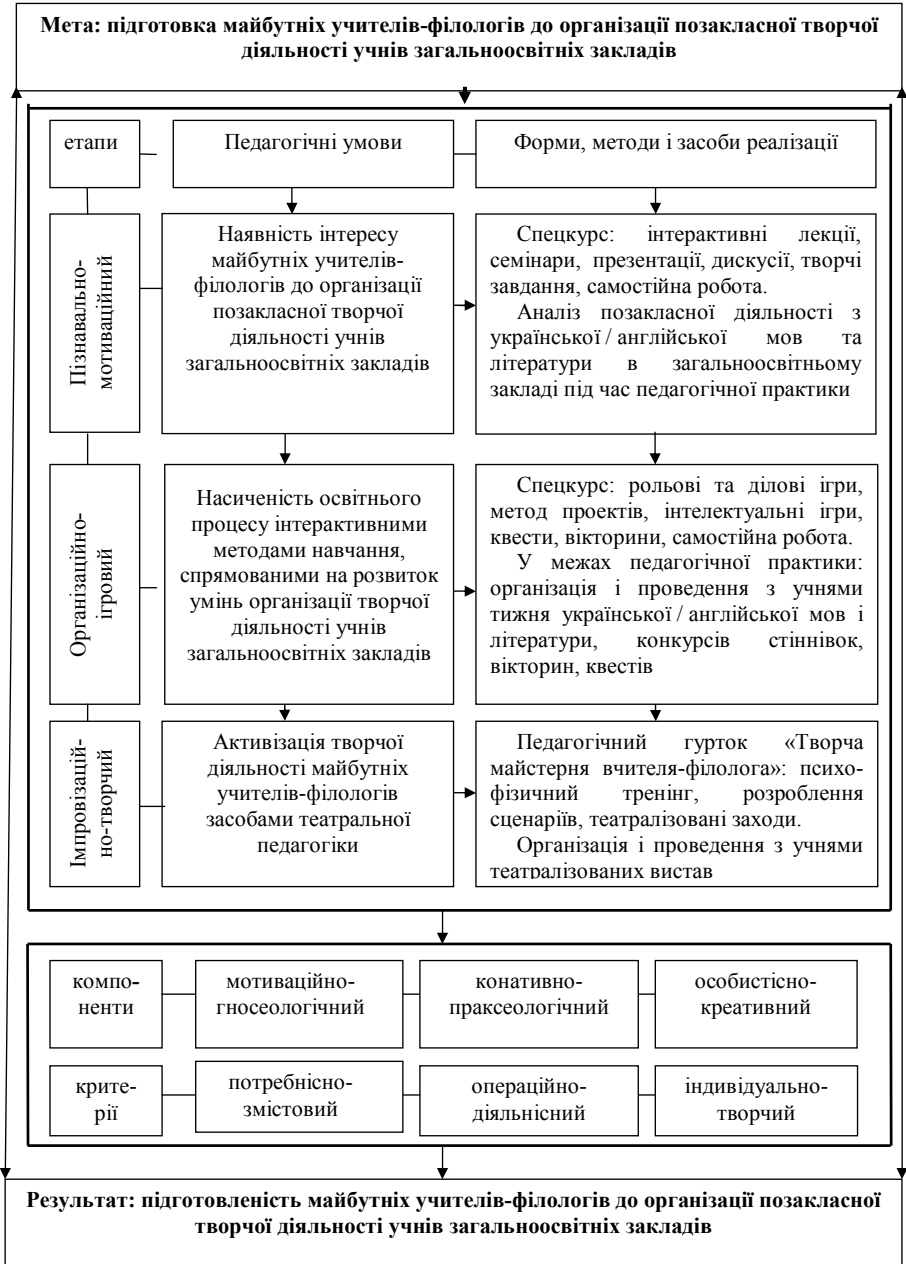 Мета: підготовка майбутніх учителів-філологів до організації позакласної творчої
діяльності учнів загальноосвітніх закладів
етапи
Педагогічні умови
Форми, методи і засоби реалізації
Пізнавально-
мотиваційний
Наявність інтересу
майбутніх учителів-
філологів до організації
позакласної творчої
діяльності учнів
загальноосвітніх закладів
Спецкурс: інтерактивні лекції,
семінари, презентації, дискусії, творчі
завдання, самостійна робота.
Аналіз позакласної діяльності з
української / англійської мов та
літератури в загальноосвітньому
закладі під час педагогічної практики
Організаційно-
ігровий
Насиченість освітнього
процесу інтерактивними
методами навчання,
спрямованими на розвиток
умінь організації творчої
діяльності учнів
загальноосвітніх закладів
Спецкурс: рольові та ділові ігри,
метод проектів, інтелектуальні ігри,
квести, вікторини, самостійна робота.
У межах педагогічної практики:
організація і проведення з учнями
тижня української / англійської мов і
літератури, конкурсів стіннівок,
вікторин, квестів
Імпровізацій-
но-творчий
Активізація творчої
діяльності майбутніх
учителів-філологів
засобами театральної
педагогіки
Педагогічний гурток «Творча
майстерня вчителя-філолога»: психо-
фізичний тренінг, розроблення
сценаріїв, театралізовані заходи.
Організація і проведення з учнями
театралізованих вистав
компо-
ненти
мотиваційно-
гносеологічний
конативно-
праксеологічний
особистісно-
креативний
крите-
рії
потребнісно-
змістовий
операційно-
діяльнісний
індивідуально-
творчий
Результат: підготовленість майбутніх учителів-філологів до організації позакласної
творчої діяльності учнів загальноосвітніх закладів